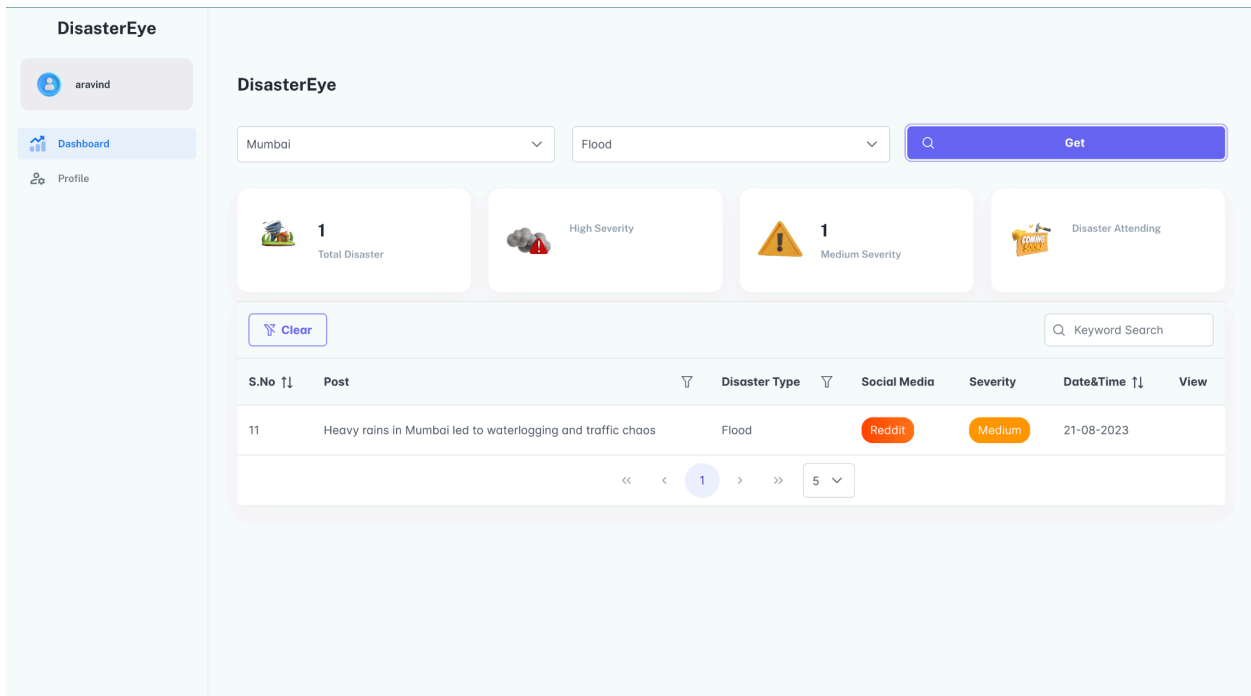 DisasterEye
aravind
Dashboard
Profile
DisasterEye
Mumbai Flood Get
1
Total Disaster
High Severity
COMING SOON
1
Medium Severity
Disaster Attending
Clear Keyword Search
S.No Post Disaster Type Social Media Severity Date&Time View
11 Heavy rains in Mumbai led to waterlogging and traffic chaos Flood Reddit Medium 21-08-2023
<< < 1 > >> 5